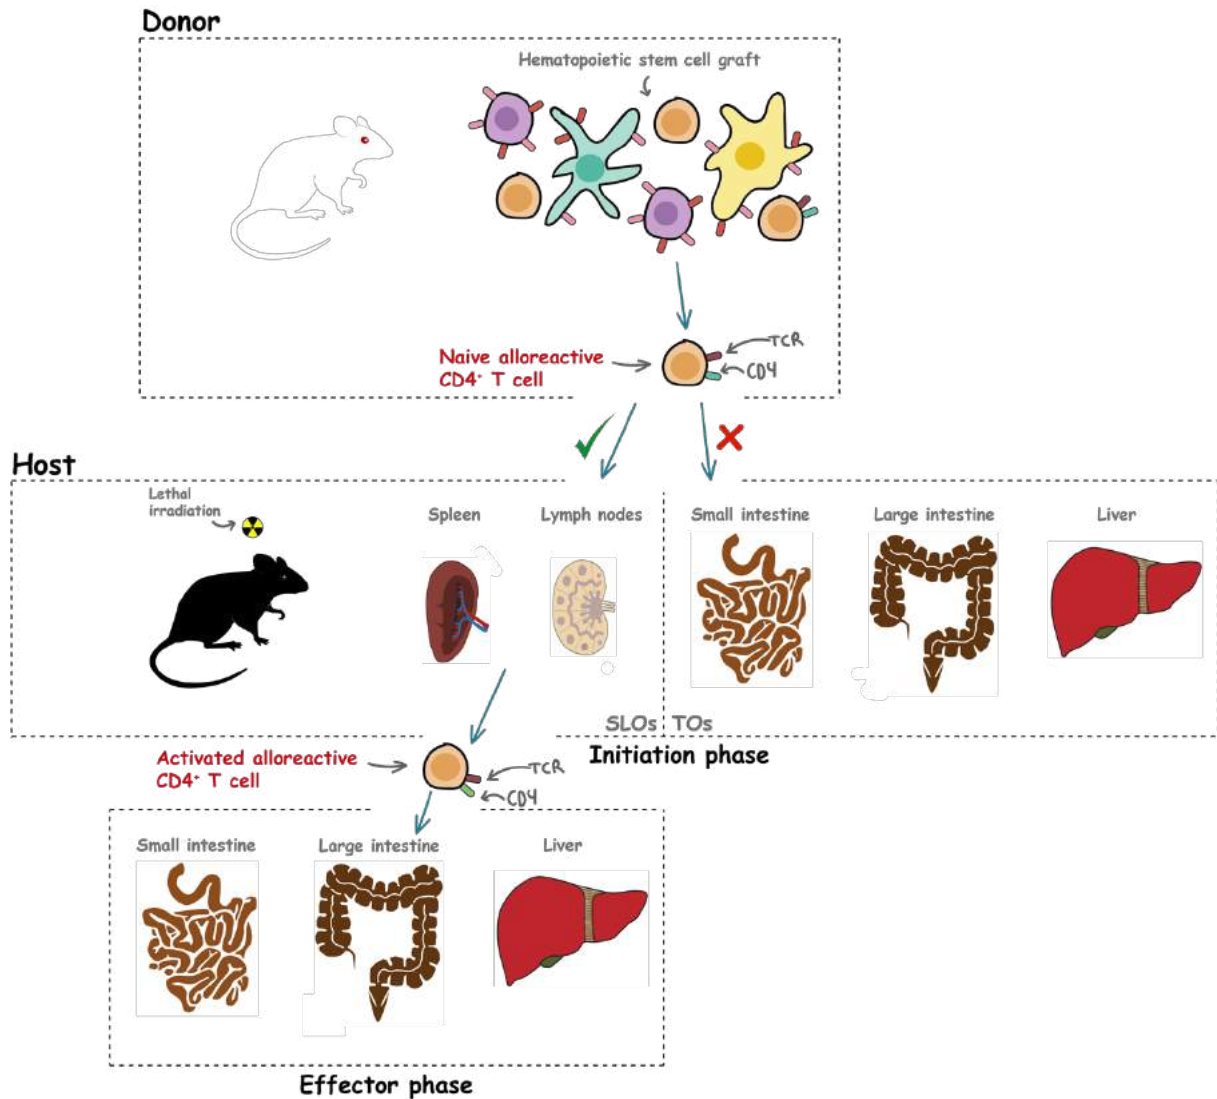 Donor
Hematopoietic stem cell graft
Naive alloreactive
CD4⁺ T cell
TCR
CD4
Host
Lethal
irradiation
Spleen
Lymph nodes
Small intestine
Large intestine
Liver
SLOs
TOs
Initiation phase
Activated alloreactive
CD4⁺ T cell
TCR
CD4
Small intestine
Large intestine
Liver
Effector phase